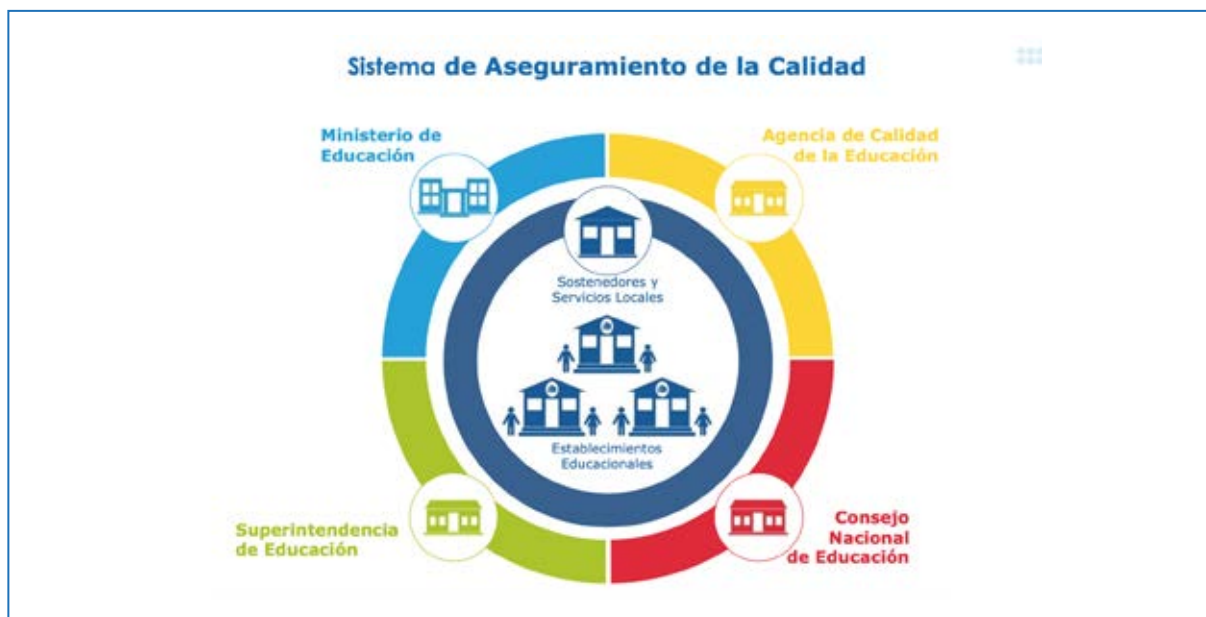 Sistema de Aseguramiento de la Calidad
Ministerio de
Educación
Agencia de Calidad
de la Educación
Sostenedores y
Servicios Locales
Establecimientos
Educacionales
Superintendencia
de Educación
Consejo
Nacional
de Educación